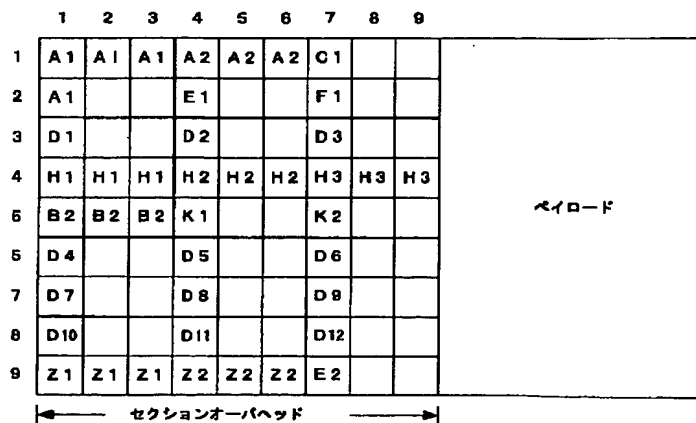 1 2 3 4 5 6 7 8 9
1 A1 A1 A1 A2 A2 A2 C1
2 A1 E1 F1
3 D1 D2 D3
4 H1 H1 H1 H2 H2 H2 H3 H3 H3
5 B2 B2 B2 K1 K2
ペイロード
5 D4 D5 D6
7 D7 D8 D9
8 D10 D11 D12
9 Z1 Z1 Z1 Z2 Z2 Z2 E2
セクションオーバヘッド